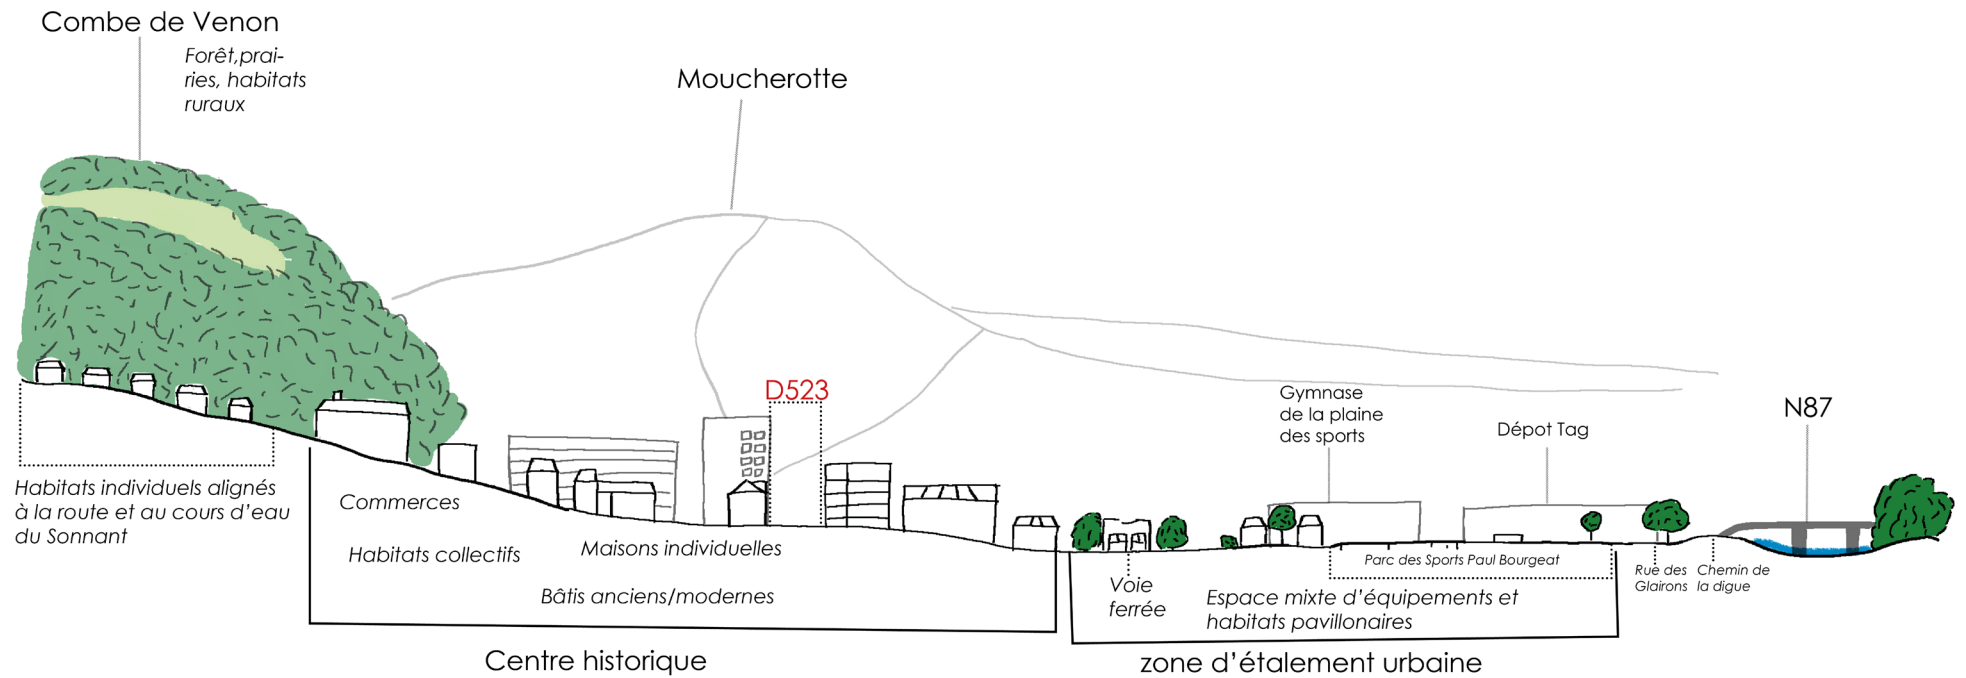 Combe de Venon
Forêt,prai-
ries, habitats
ruraux
Moucherotte
D523
Gymnase
de la plaine
des sports
Dépot Tag
N87
Habitats individuels alignés
à la route et au cours d'eau
du Sonnant
Commerces
Habitats collectifs
Maisons individuelles
Bâtis anciens/modernes
Centre historique
Voie
ferrée
Parc des Sports Paul Bourgeat
Espace mixte d'équipements et
habitats pavillonaires
zone d'étalement urbaine
Rue des
Glairons
Chemin de
la digue